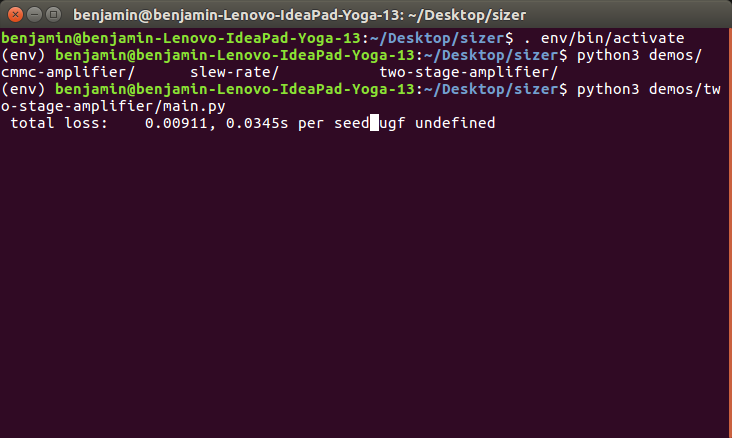 benjamin@benjamin-Lenovo-IdeaPad-Yoga-13: ~/Desktop/sizer
benjamin@benjamin-Lenovo-IdeaPad-Yoga-13:~/Desktop/sizer$ . env/bin/activate
(env) benjamin@benjamin-Lenovo-IdeaPad-Yoga-13:~/Desktop/sizer$ python3 demos/
cmmc-amplifier/      slew-rate/           two-stage-amplifier/
(env) benjamin@benjamin-Lenovo-IdeaPad-Yoga-13:~/Desktop/sizer$ python3 demos/tw
o-stage-amplifier/main.py
 total loss:    0.00911, 0.0345s per seed ugf undefined